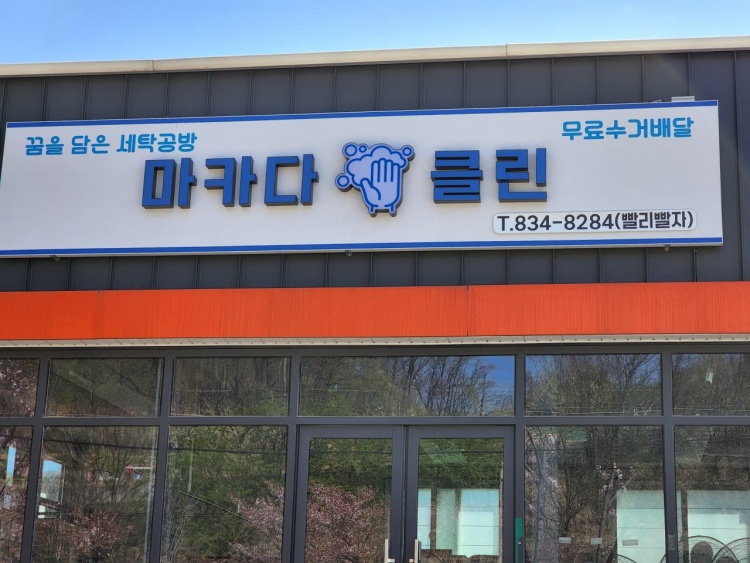 꿈을 담은 세탁공방
무료수거배달
마카다 클린
T.834-8284(빨리빨자)